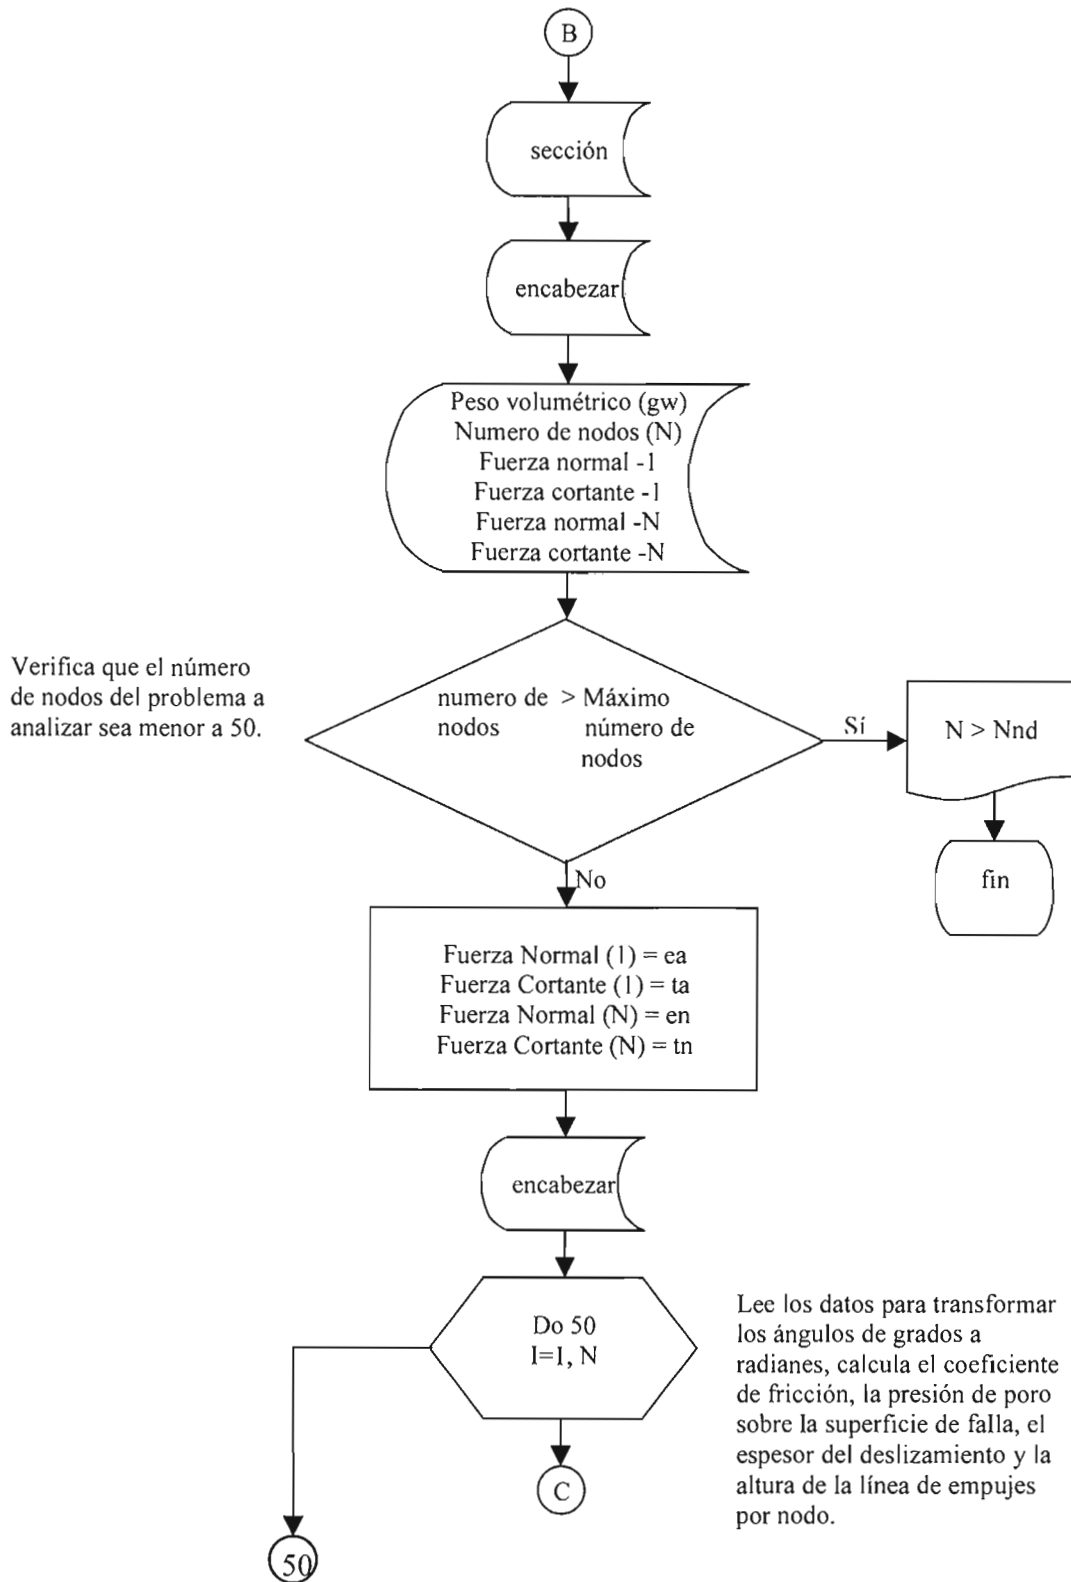 B
sección
encabezar
Peso volumétrico (gw)
Numero de nodos (N)
Fuerza normal -1
Fuerza cortante -1
Fuerza normal -N
Fuerza cortante -N
Verifica que el número
de nodos del problema a
analizar sea menor a 50.
numero de > Máximo
nodos número de
nodos
Sí
N > Nnd
fin
No
Fuerza Normal (1) = ea
Fuerza Cortante (1) = ta
Fuerza Normal (N) = en
Fuerza Cortante (N) = tn
encabezar
Do 50
I=I, N
Lee los datos para transformar
los ángulos de grados a
radianes, calcula el coeficiente
de fricción, la presión de poro
sobre la superficie de falla, el
espesor del deslizamiento y la
altura de la línea de empujes
por nodo.
C
50